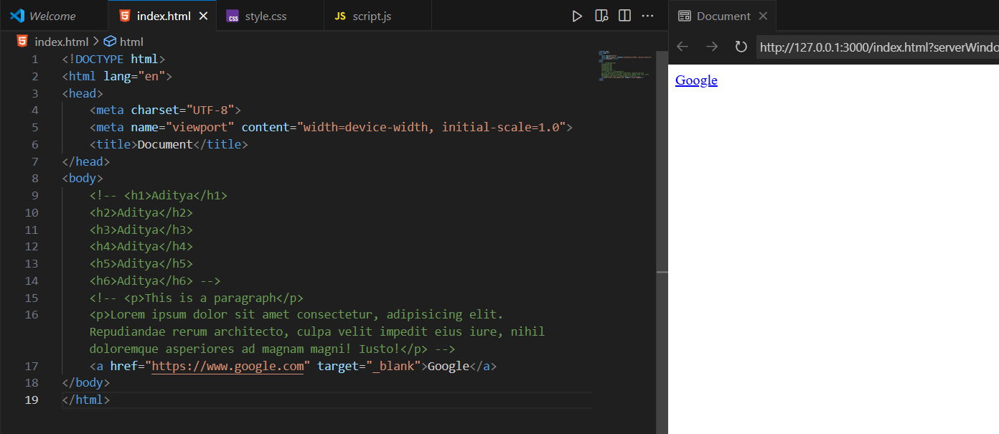 Welcome
index.html
style.css
JS script.js
Document
index.html > html
http://127.0.0.1:3000/index.html?serverWindo
1 <!DOCTYPE html>
2 <html lang="en">
3 <head>
4     <meta charset="UTF-8">
5     <meta name="viewport" content="width=device-width, initial-scale=1.0">
6     <title>Document</title>
7 </head>
8 <body>
9     <!-- <h1>Aditya</h1>
10     <h2>Aditya</h2>
11     <h3>Aditya</h3>
12     <h4>Aditya</h4>
13     <h5>Aditya</h5>
14     <h6>Aditya</h6> -->
15     <!-- <p>This is a paragraph</p>
16     <p>Lorem ipsum dolor sit amet consectetur, adipisicing elit.
    Repudiandae rerum architecto, culpa velit impedit eius iure, nihil
    doloremque asperiores ad magnam magni! Iusto!</p> -->
17     <a href="https://www.google.com" target="_blank">Google</a>
18 </body>
19 </html>
Google